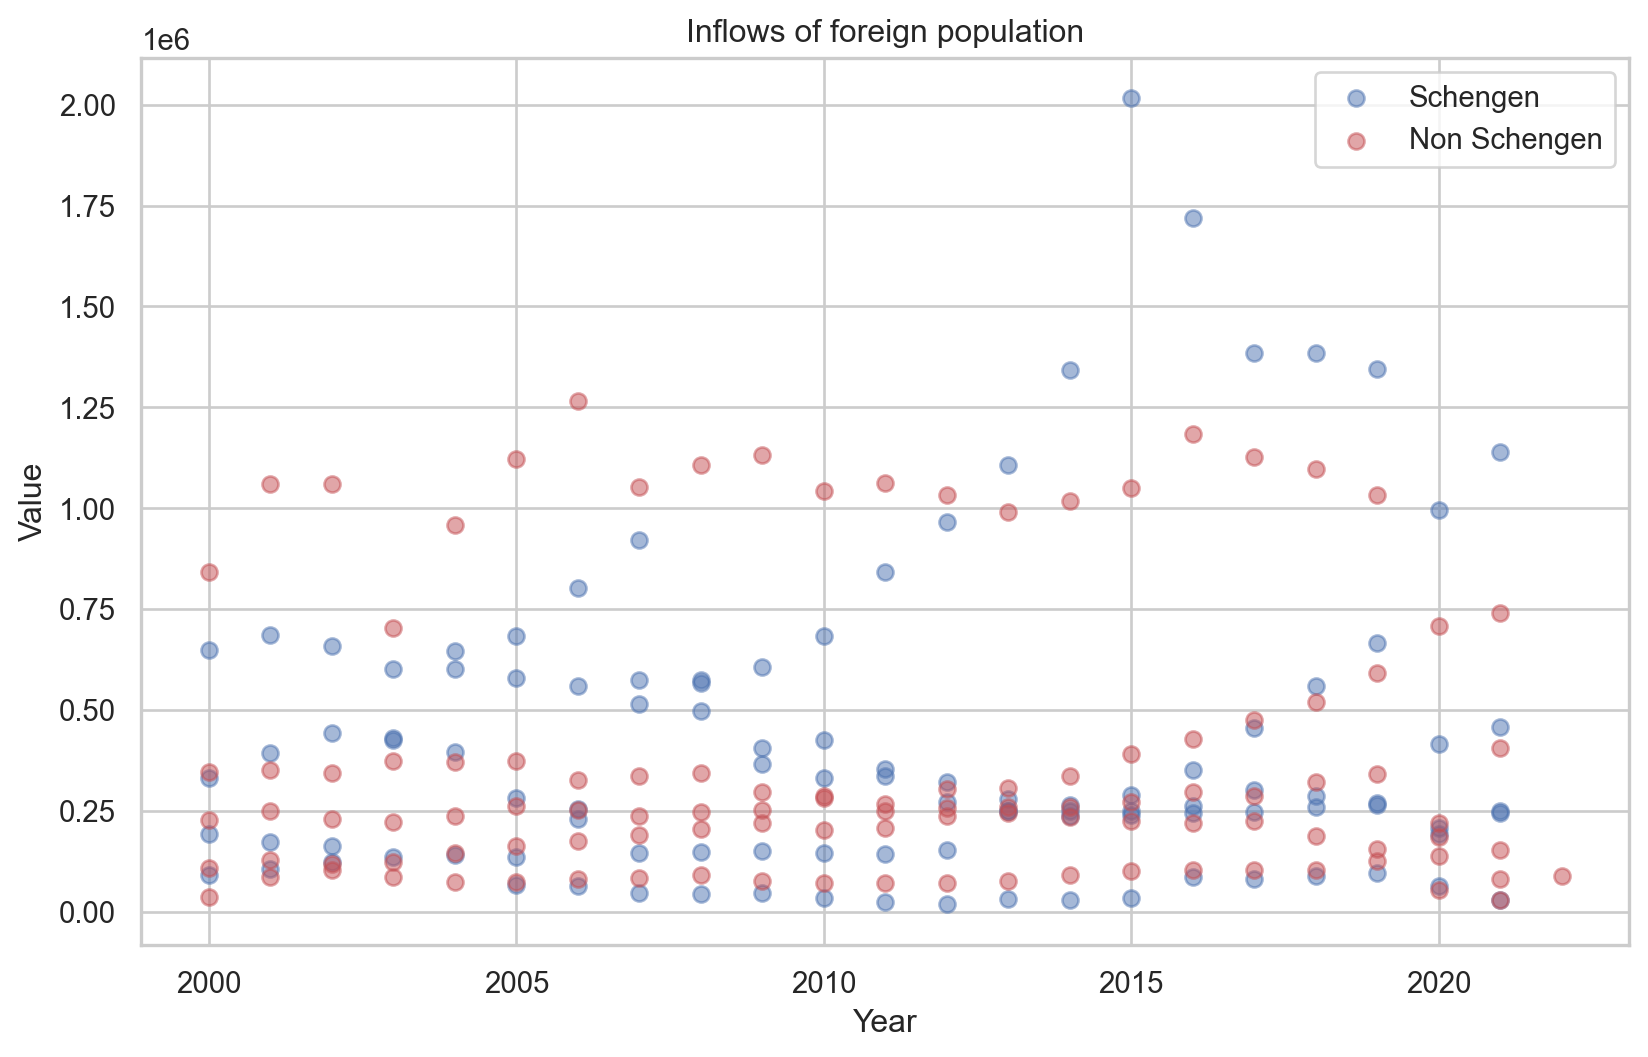 Inflows of foreign population
1e6
Schengen
Non Schengen
2.00
1.75
1.50
1.25
1.00
0.75
0.50
0.25
0.00
Value
2000 2005 2010 2015 2020
Year